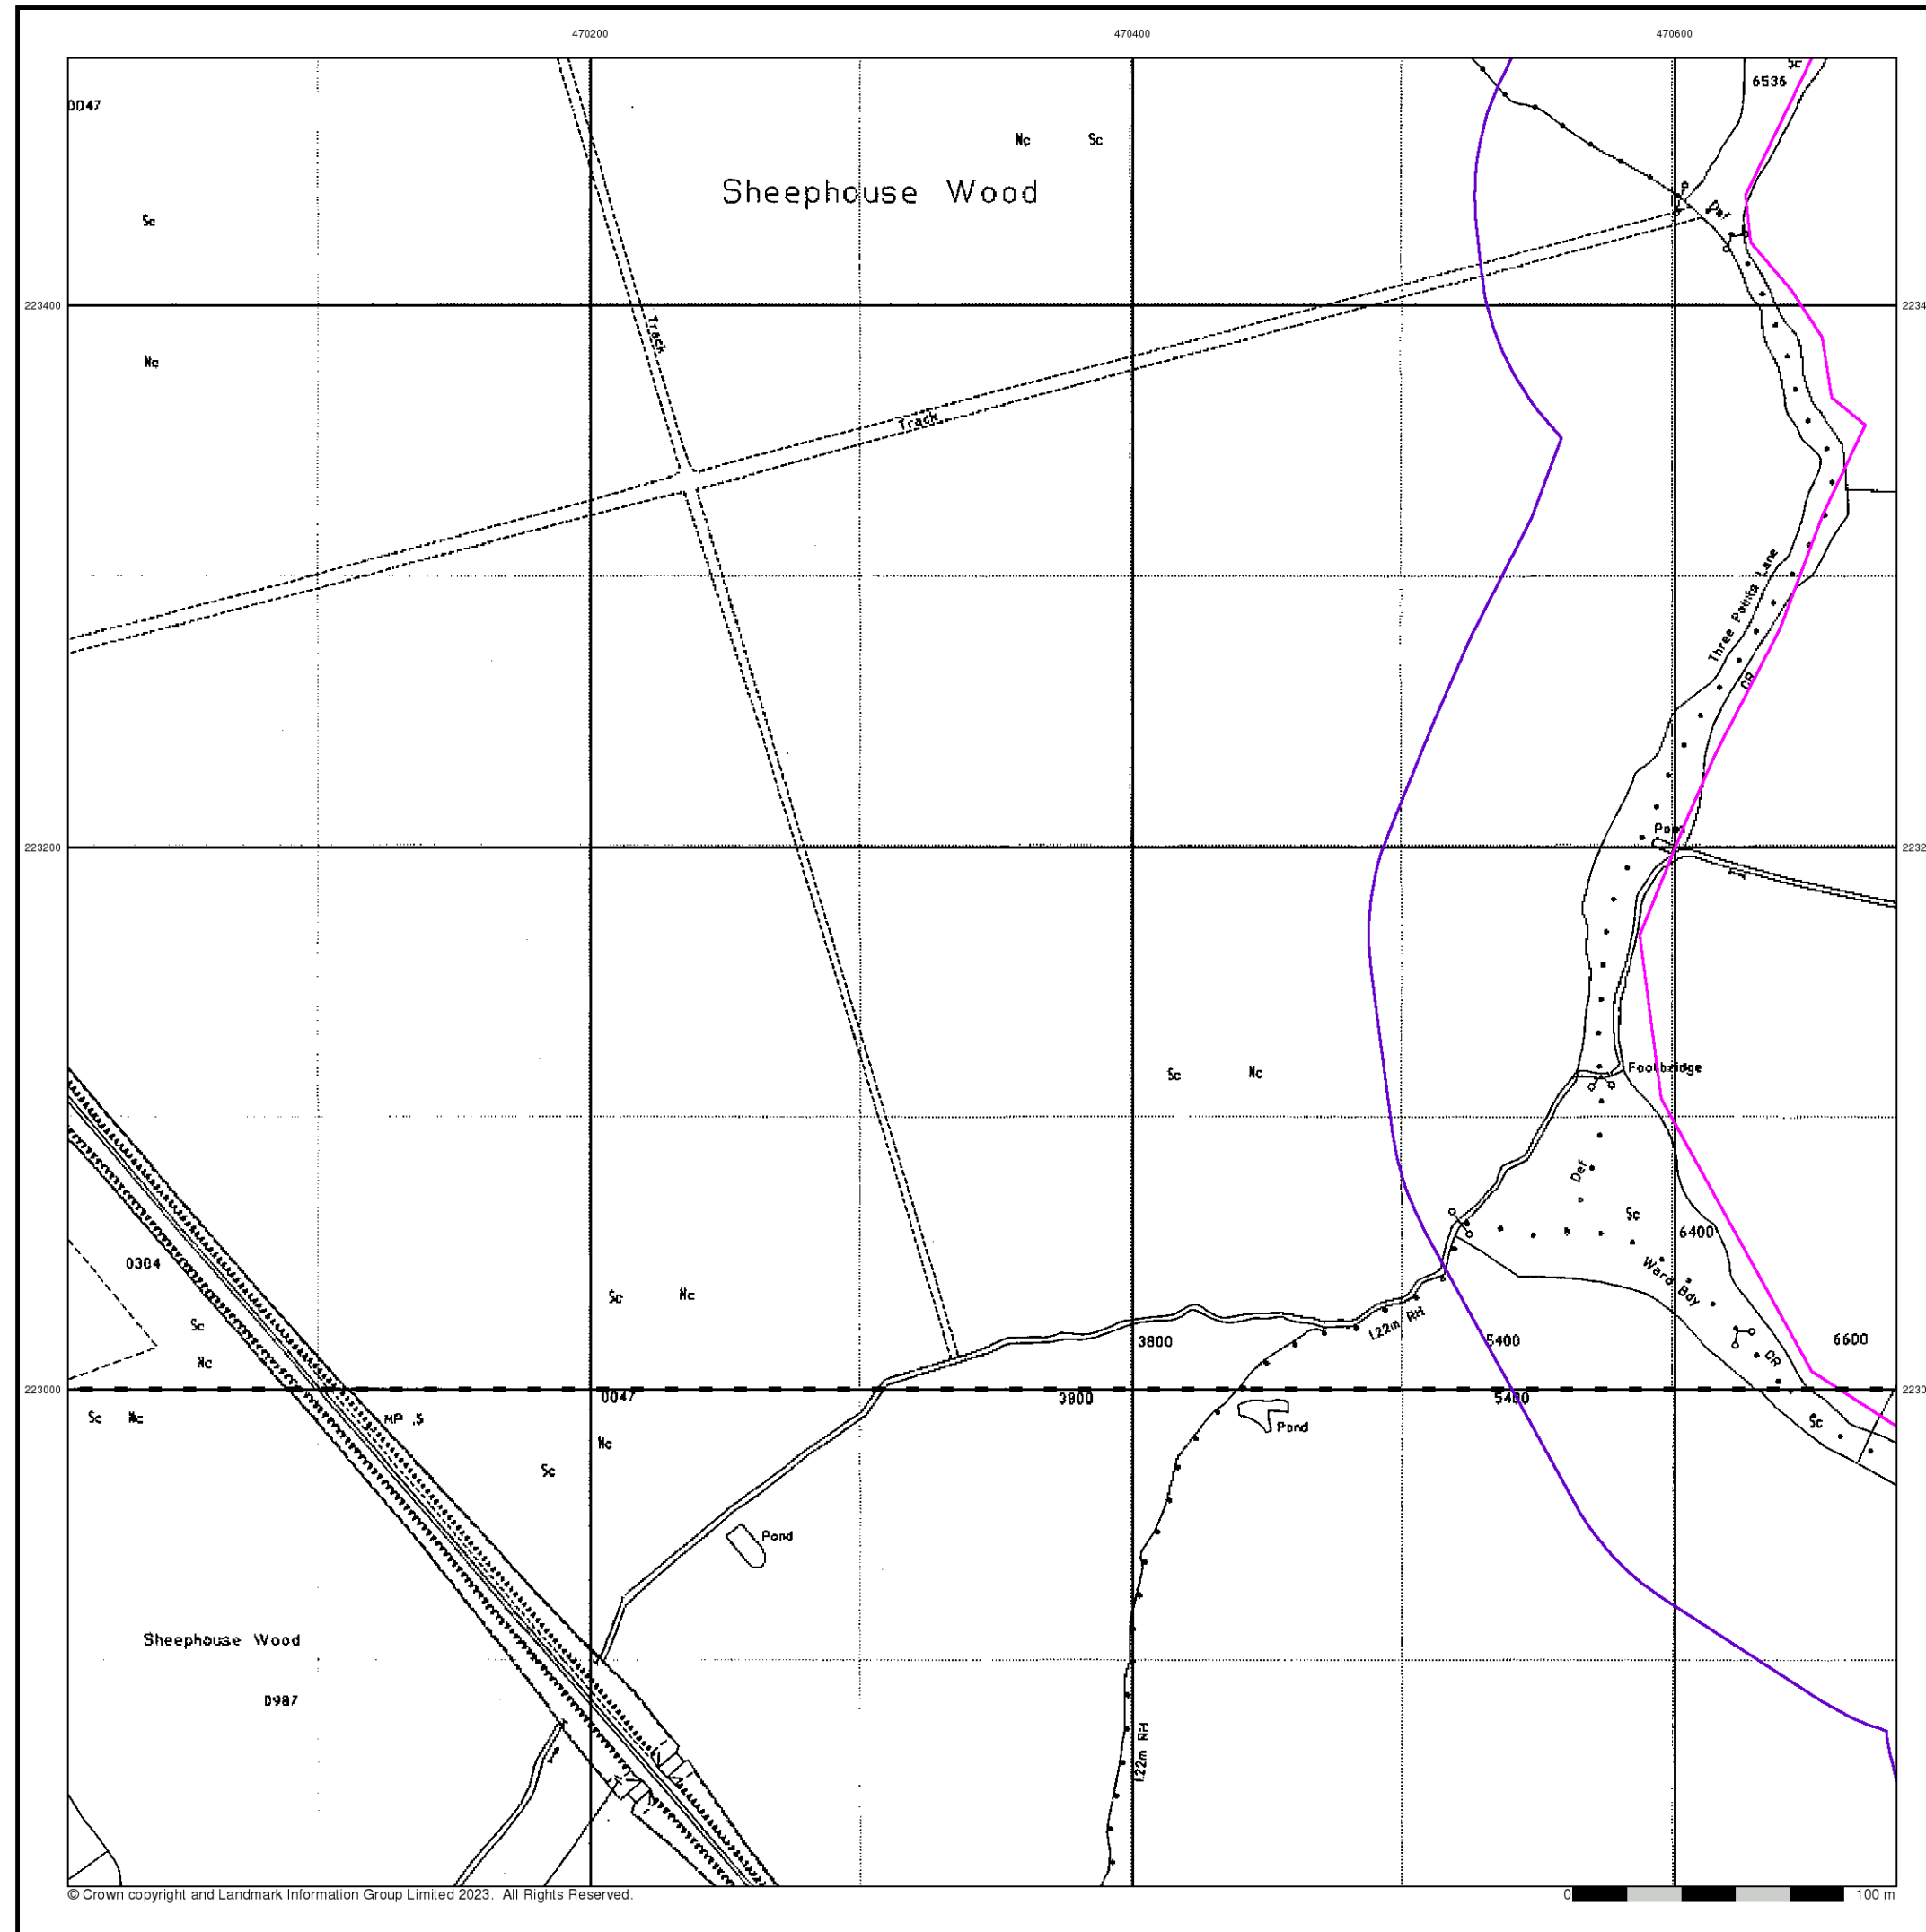 470200
470400
470600
0047
6536
Sc
Nc
Sc
Sheephouse Wood
Sc
Def
223400
Track
Nc
Track
Three Points Lane
CR
223200
Footbridge
Sc
Nc
Def
Sc
6400
0304
Ward Bdy
Sc
Nc
Sc
1.22m RH
3800
5400
6600
CR
Nc
223000
0047
3800
5400
Sc
Nc
MP .5
Sc
Pond
Nc
Sc
Pond
Sheephouse Wood
0987
1.22m RH
© Crown copyright and Landmark Information Group Limited 2023. All Rights Reserved.
0
100 m